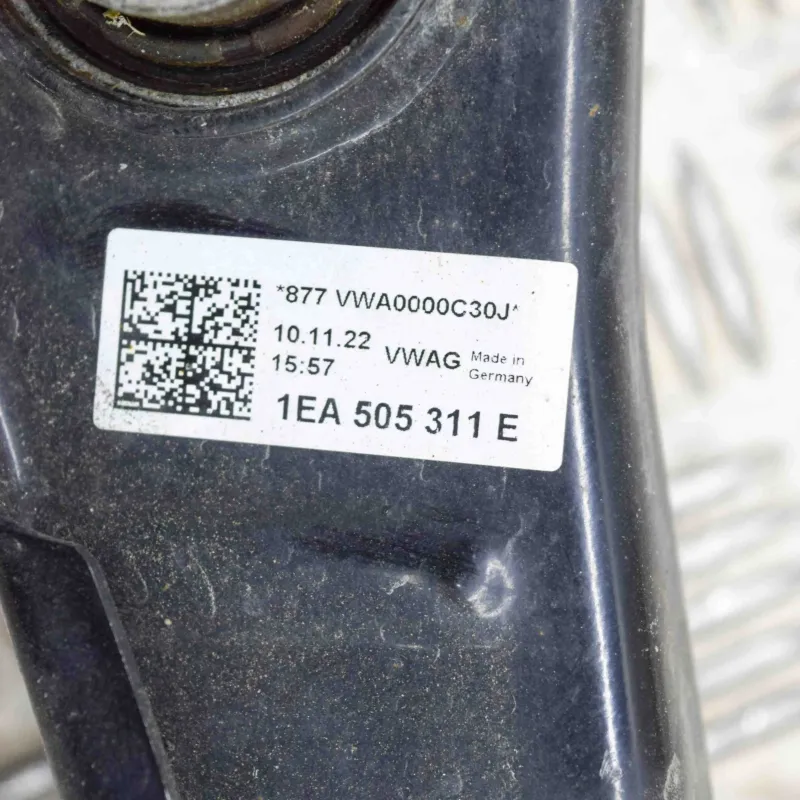 *877 VWA0000C30J*
10.11.22
15:57
VWAG
Made in
Germany
1EA 505 311 E